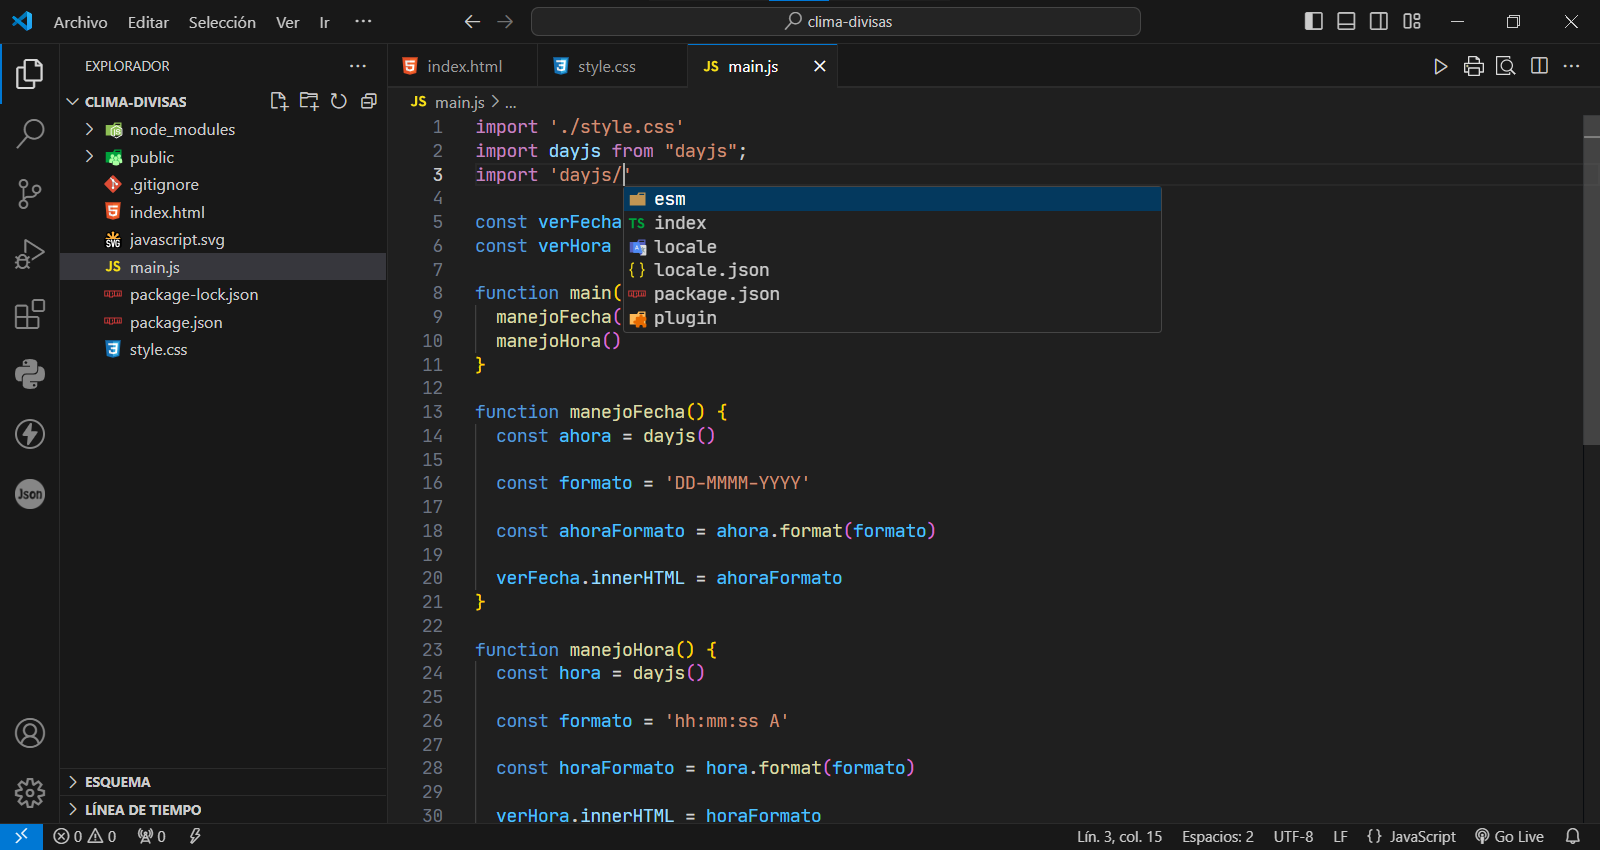 Archivo Editar Selección Ver Ir ··· clima-divisas
EXPLORADOR ···
CLIMA-DIVISAS
node_modules
public
.gitignore
index.html
javascript.svg
main.js
package-lock.json
package.json
style.css
ESQUEMA
LÍNEA DE TIEMPO
index.html style.css JS main.js
JS main.js > ...
1 import './style.css'
2 import dayjs from "dayjs";
3 import 'dayjs/'
4
5 const verFecha
6 const verHora
7
8 function main(
9 manejoFecha(
10 manejoHora()
11 }
12
13 function manejoFecha() {
14 const ahora = dayjs()
15
16 const formato = 'DD-MMMM-YYYY'
17
18 const ahoraFormato = ahora.format(formato)
19
20 verFecha.innerHTML = ahoraFormato
21 }
22
23 function manejoHora() {
24 const hora = dayjs()
25
26 const formato = 'hh:mm:ss A'
27
28 const horaFormato = hora.format(formato)
29
30 verHora.innerHTML = horaFormato
esm
TS index
locale
{} locale.json
package.json
plugin
Json
0 0 0 Lín. 3, col. 15 Espacios: 2 UTF-8 LF {} JavaScript Go Live